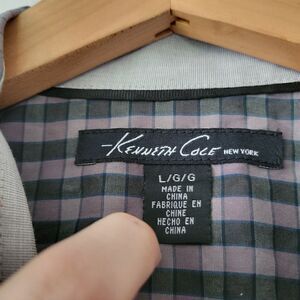 Kenneth Cole NEW YORK
L/G/G
MADE IN
CHINA
FABRIQUE EN
CHINE
HECHO EN
CHINA